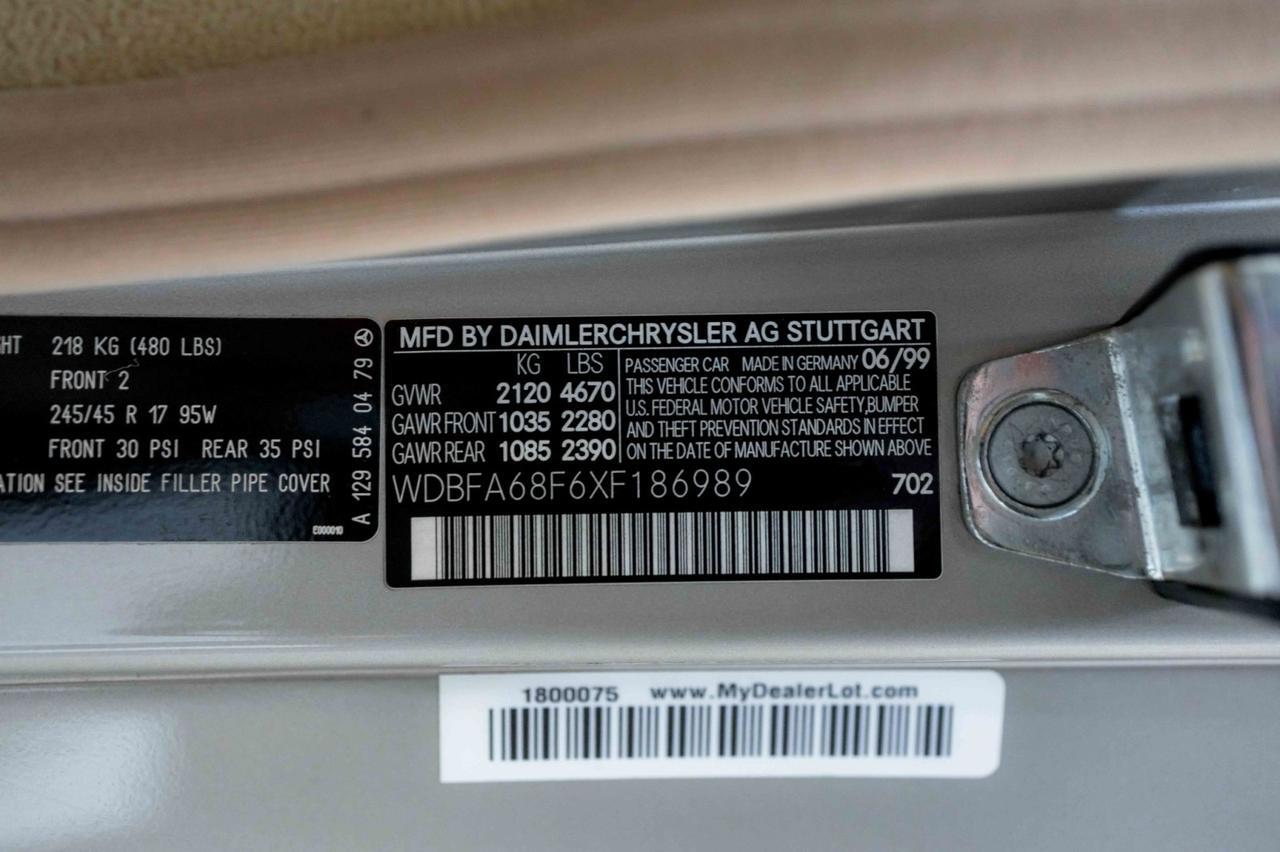 GHT 218 KG (480 LBS)
FRONT 2
245/45 R 17 95W
FRONT 30 PSI REAR 35 PSI
ATION SEE INSIDE FILLER PIPE COVER
E000010
A 129 584 04 79
MFD BY DAIMLERCHRYSLER AG STUTTGART
KG LBS
GVWR 2120 4670
GAWR FRONT 1035 2280
GAWR REAR 1085 2390
PASSENGER CAR MADE IN GERMANY 06/99
THIS VEHICLE CONFORMS TO ALL APPLICABLE
U.S. FEDERAL MOTOR VEHICLE SAFETY,BUMPER
AND THEFT PREVENTION STANDARDS IN EFFECT
ON THE DATE OF MANUFACTURE SHOWN ABOVE
WDBFA68F6XF186989 702
1800075 www.MyDealerLot.com